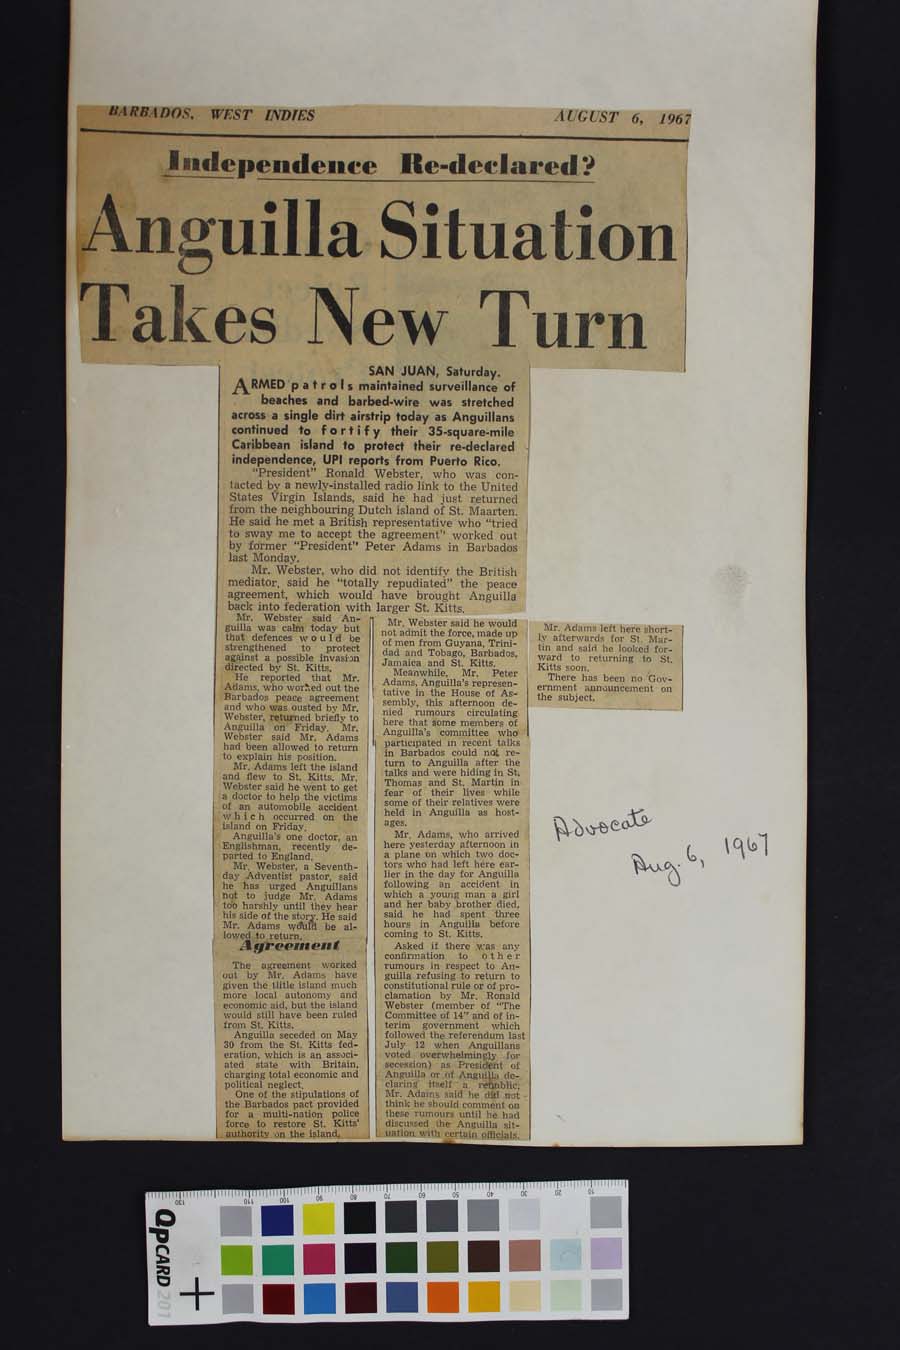 BARBADOS, WEST INDIES AUGUST 6, 1967
Independence Re-declared?
Anguilla Situation
Takes New Turn
SAN JUAN, Saturday.
ARMED patrols maintained surveillance of
beaches and barbed-wire was stretched
across a single dirt airstrip today as Anguillans
continued to fortify their 35-square-mile
Caribbean island to protect their re-declared
independence, UPI reports from Puerto Rico.
"President" Ronald Webster, who was con-
tacted by a newly-installed radio link to the United
States Virgin Islands, said he had just returned
from the neighbouring Dutch island of St. Maarten.
He said he met a British representative who "tried
to sway me to accept the agreement" worked out
by former "President" Peter Adams in Barbados
last Monday.
Mr. Webster, who did not identify the British
mediator, said he "totally repudiated" the peace
agreement, which would have brought Anguilla
back into federation with larger St. Kitts.
Mr. Webster said An-
guilla was calm today but
that defences would be
strengthened to protect
against a possible invasion
directed by St. Kitts.
He reported that Mr.
Adams, who worked out the
Barbados peace agreement
and who was ousted by Mr.
Webster, returned briefly to
Anguilla on Friday. Mr.
Webster said Mr. Adams
had been allowed to return
to explain his position.
Mr. Adams left the island
and flew to St. Kitts. Mr.
Webster said he went to get
a doctor to help the victims
of an automobile accident
which occurred on the
island on Friday.
Anguilla's one doctor, an
Englishman, recently de-
parted to England.
Mr. Webster, a Seventh-
day Adventist pastor, said
he has urged Anguillans
not to judge Mr. Adams
too harshly until they hear
his side of the story. He said
Mr. Adams would be al-
lowed to return.
Agreement
The agreement worked
out by Mr. Adams have
given the tlitle island much
more local autonomy and
economic aid, but the island
would still have been ruled
from St. Kitts.
Anguilla seceded on May
30 from the St. Kitts fed-
eration, which is an associ-
ated state with Britain,
charging total economic and
political neglect.
One of the stipulations of
the Barbados pact provided
for a multi-nation police
force to restore St. Kitts'
authority on the island.
Mr. Webster said he would
not admit the force, made up
of men from Guyana, Trini-
dad and Tobago, Barbados,
Jamaica and St. Kitts.
Meanwhile, Mr. Peter
Adams, Anguilla's represen-
tative in the House of As-
sembly, this afternoon de-
nied rumours circulating
here that some members of
Anguilla's committee who
participated in recent talks
in Barbados could not re-
turn to Anguilla after the
talks and were hiding in St.
Thomas and St. Martin in
fear of their lives while
some of their relatives were
held in Anguilla as host-
ages.
Mr. Adams, who arrived
here yesterday afternoon in
a plane on which two doc-
tors who had left here ear-
lier in the day for Anguilla
following an accident in
which a young man a girl
and her baby brother died,
said he had spent three
hours in Anguilla before
coming to St. Kitts.
Asked if there was any
confirmation to other
rumours in respect to An-
guilla refusing to return to
constitutional rule or of pro-
clamation by Mr. Ronald
Webster (member of "The
Committee of 14" and of in-
terim government which
followed the referendum last
July 12 when Anguillans
voted overwhelmingly for
secession) as President of
Anguilla or of Anguilla de-
claring itself a republic,
Mr. Adams said he did not
think he should comment on
these rumours until he had
discussed the Anguilla sit-
uation with certain officials.
Mr. Adams left here short-
ly afterwards for St. Mar-
tin and said he looked for-
ward to returning to St.
Kitts soon.
There has been no Gov-
ernment announcement on
the subject.
Advocate
Aug. 6, 1967
130 110 100 90 80 70 60 50 40 30 20 10
QPCARD 201